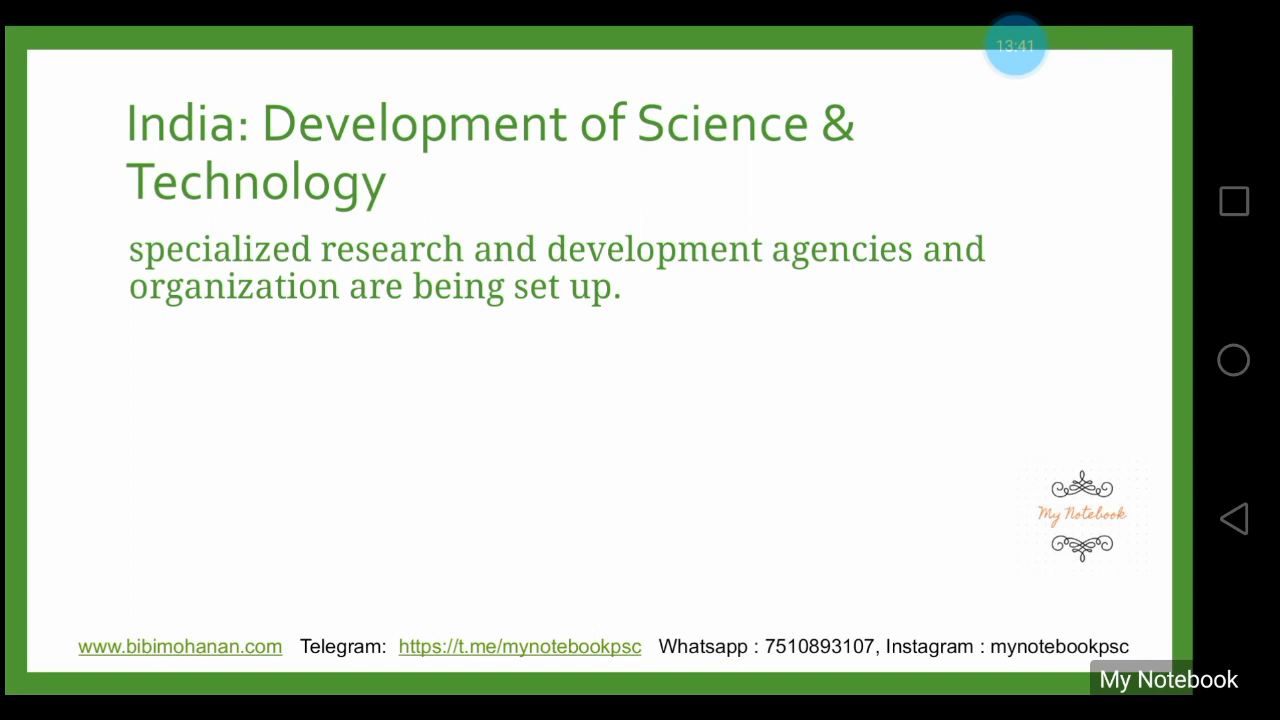 13:41
India: Development of Science &
Technology
specialized research and development agencies and
organization are being set up.
My Notebook
www.bibimohanan.com Telegram: https://t.me/mynotebookpsc Whatsapp : 7510893107, Instagram : mynotebookpsc
My Notebook